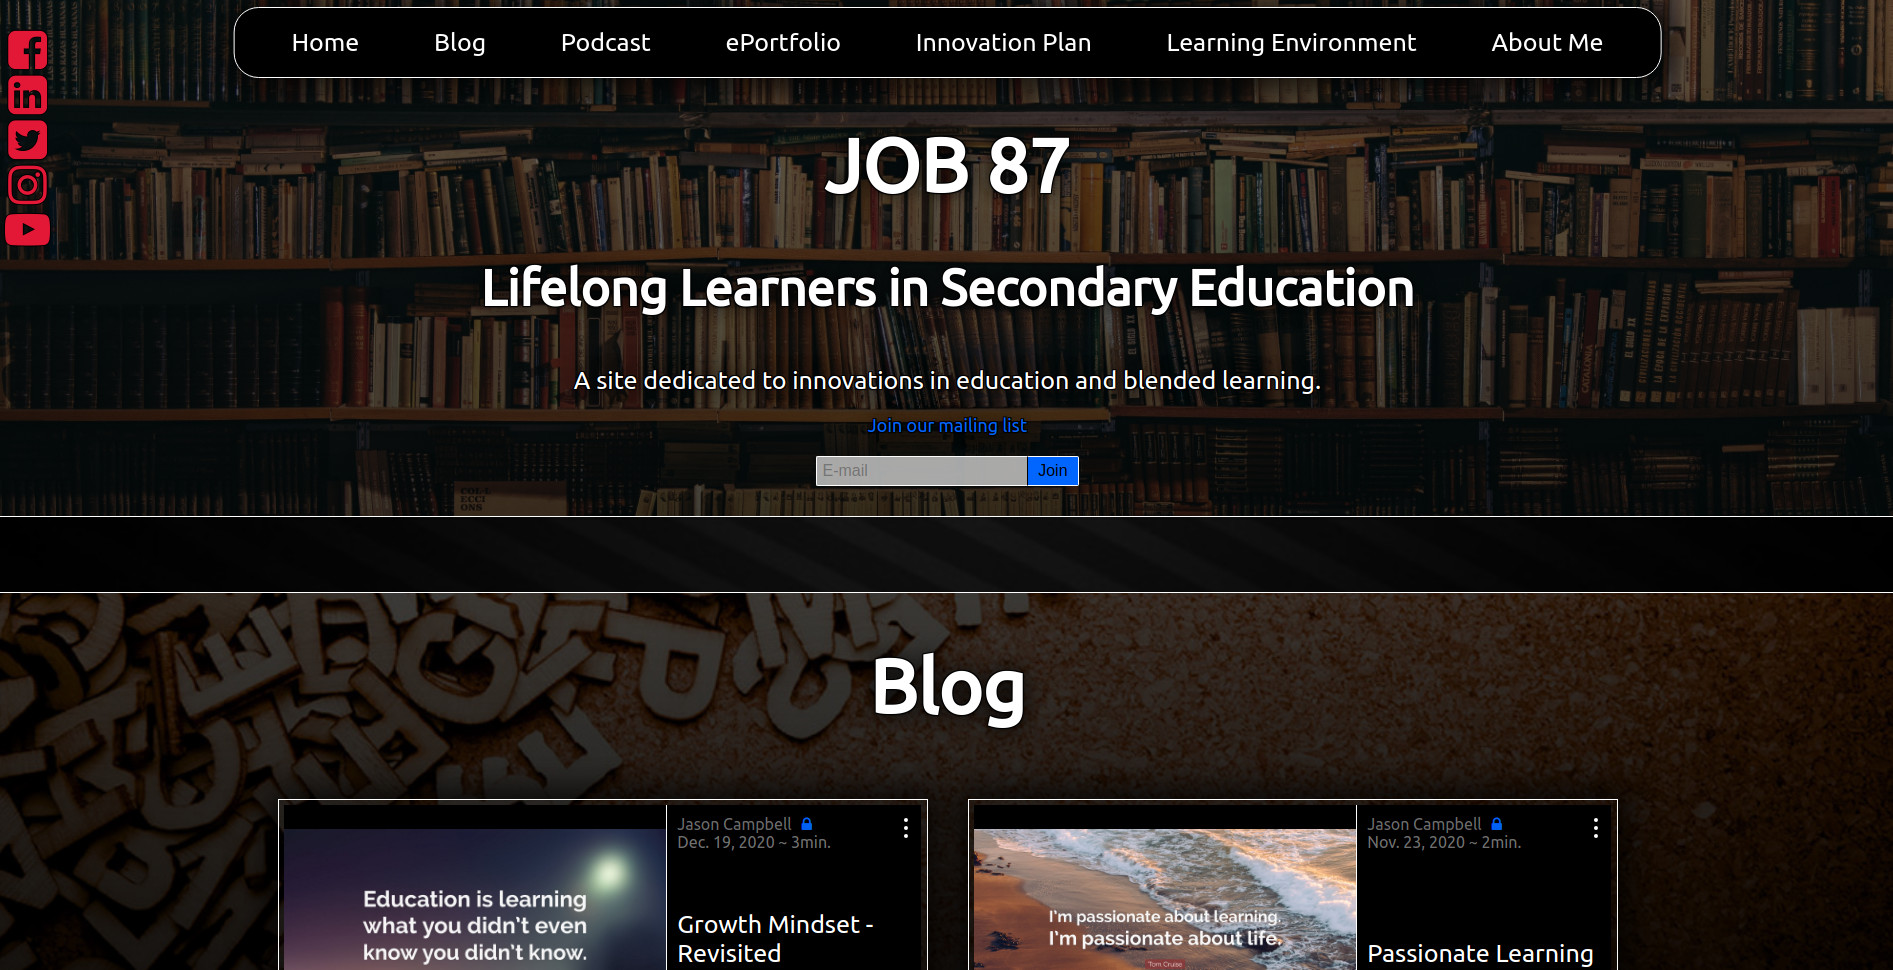 Home Blog Podcast ePortfolio Innovation Plan Learning Environment About Me
JOB 87
Lifelong Learners in Secondary Education
A site dedicated to innovations in education and blended learning.
Join our mailing list
E-mail Join
COL·L
ECCI
ONS
Blog
Jason Campbell
Dec. 19, 2020 ~ 3min.
Education is learning
what you didn't even
know you didn't know.
Growth Mindset -
Revisited
Jason Campbell
Nov. 23, 2020 ~ 2min.
I'm passionate about learning.
I'm passionate about life.
Tom Cruise
Passionate Learning